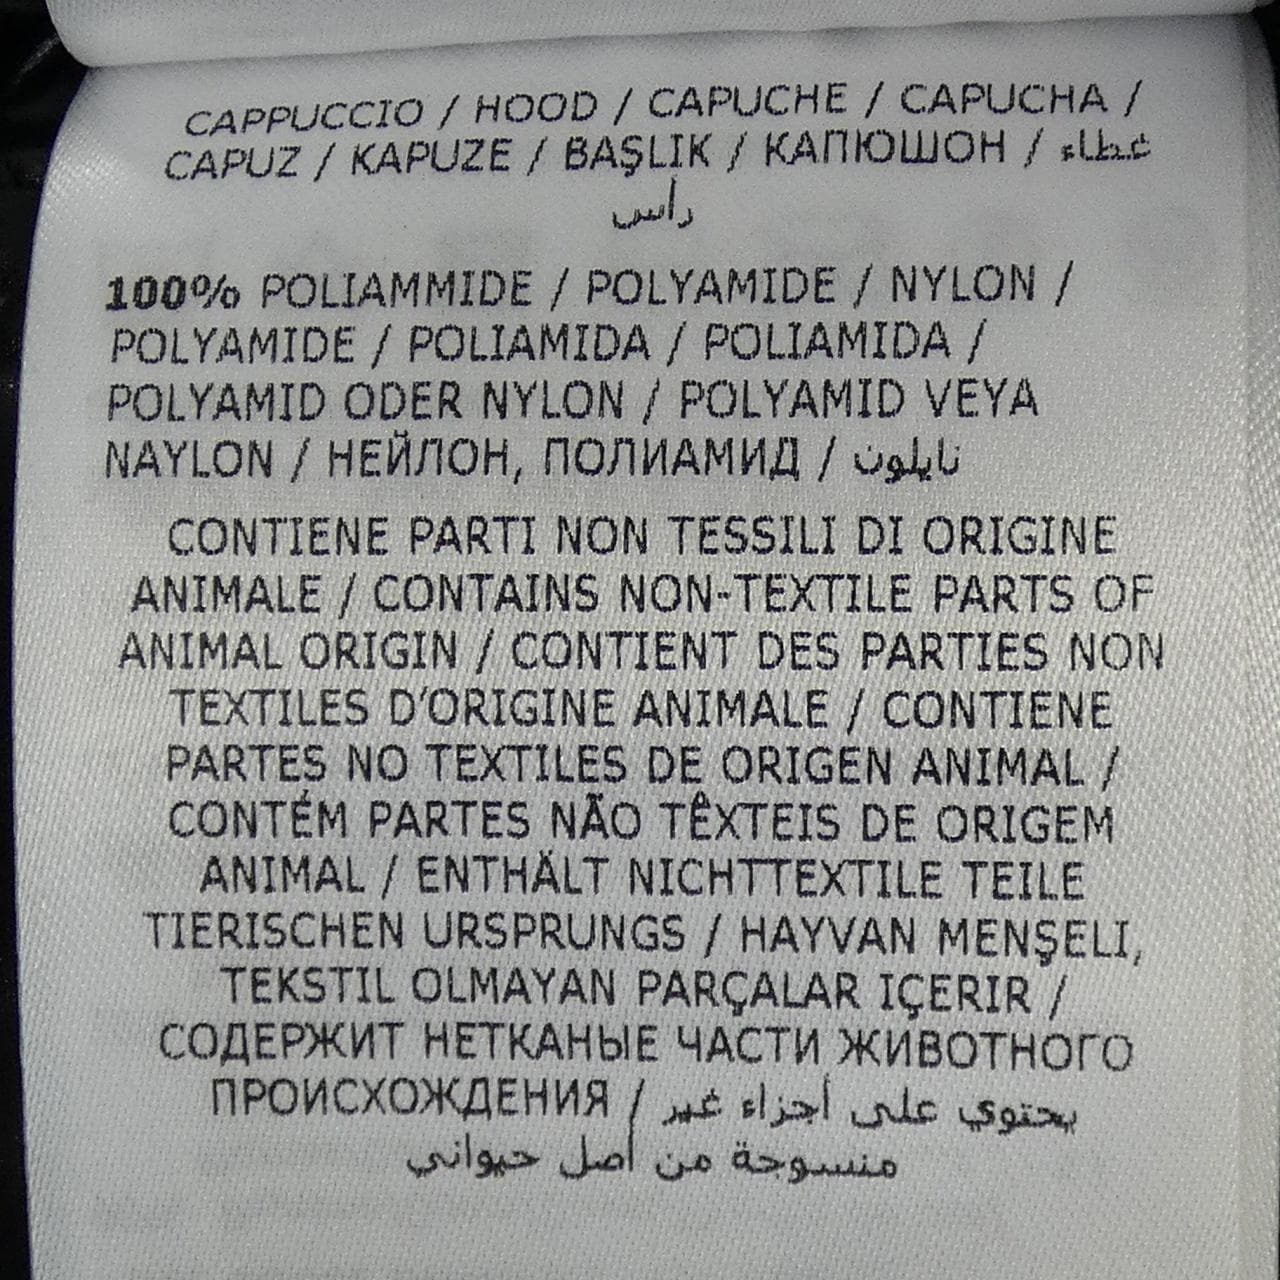 CAPPUCCIO / HOOD / CAPUCHE / CAPUCHA /
CAPUZ / KAPUZE / BAŞLIK / КАПЮШОН / غطاء
رأس
100% POLIAMMIDE / POLYAMIDE / NYLON /
POLYAMIDE / POLIAMIDA / POLIAMIDA /
POLYAMID ODER NYLON / POLYAMID VEYA
NAYLON / НЕЙЛОН, ПОЛИАМИД / نايلون
CONTIENE PARTI NON TESSILI DI ORIGINE
ANIMALE / CONTAINS NON-TEXTILE PARTS OF
ANIMAL ORIGIN / CONTIENT DES PARTIES NON
TEXTILES D’ORIGINE ANIMALE / CONTIENE
PARTES NO TEXTILES DE ORIGEN ANIMAL /
CONTÉM PARTES NÃO TÊXTEIS DE ORIGEM
ANIMAL / ENTHÄLT NICHTTEXTILE TEILE
TIERISCHEN URSPRUNGS / HAYVAN MENŞELI,
TEKSTIL OLMAYAN PARÇALAR IÇERIR /
СОДЕРЖИТ НЕТКАНЫЕ ЧАСТИ ЖИВОТНОГО
ПРОИСХОЖДЕНИЯ / يحتوي على أجزاء غير
منسوجة من أصل حيواني